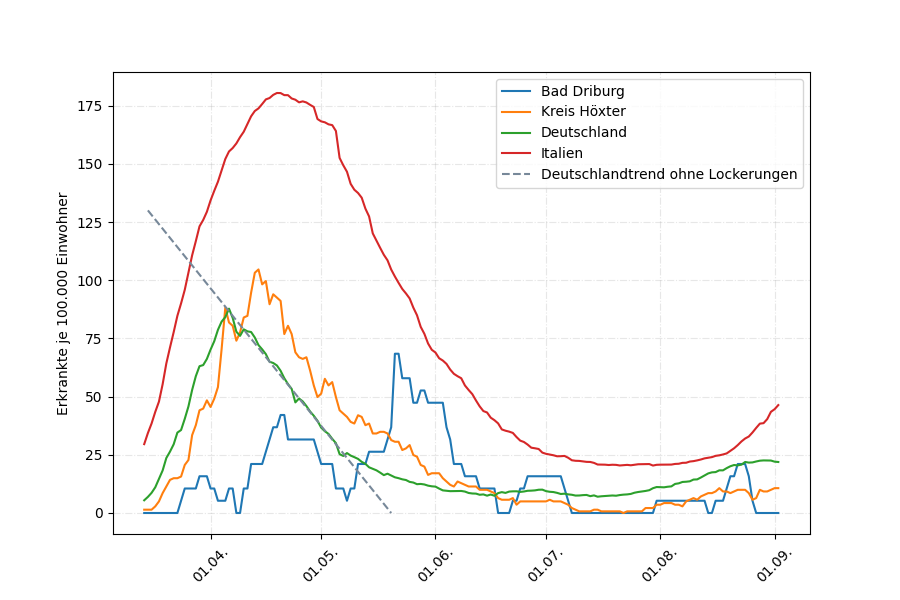 Erkrankte je 100.000 Einwohner
175
150
125
100
75
50
25
0
Bad Driburg
Kreis Höxter
Deutschland
Italien
Deutschlandtrend ohne Lockerungen
01.04.
01.05.
01.06.
01.07.
01.08.
01.09.